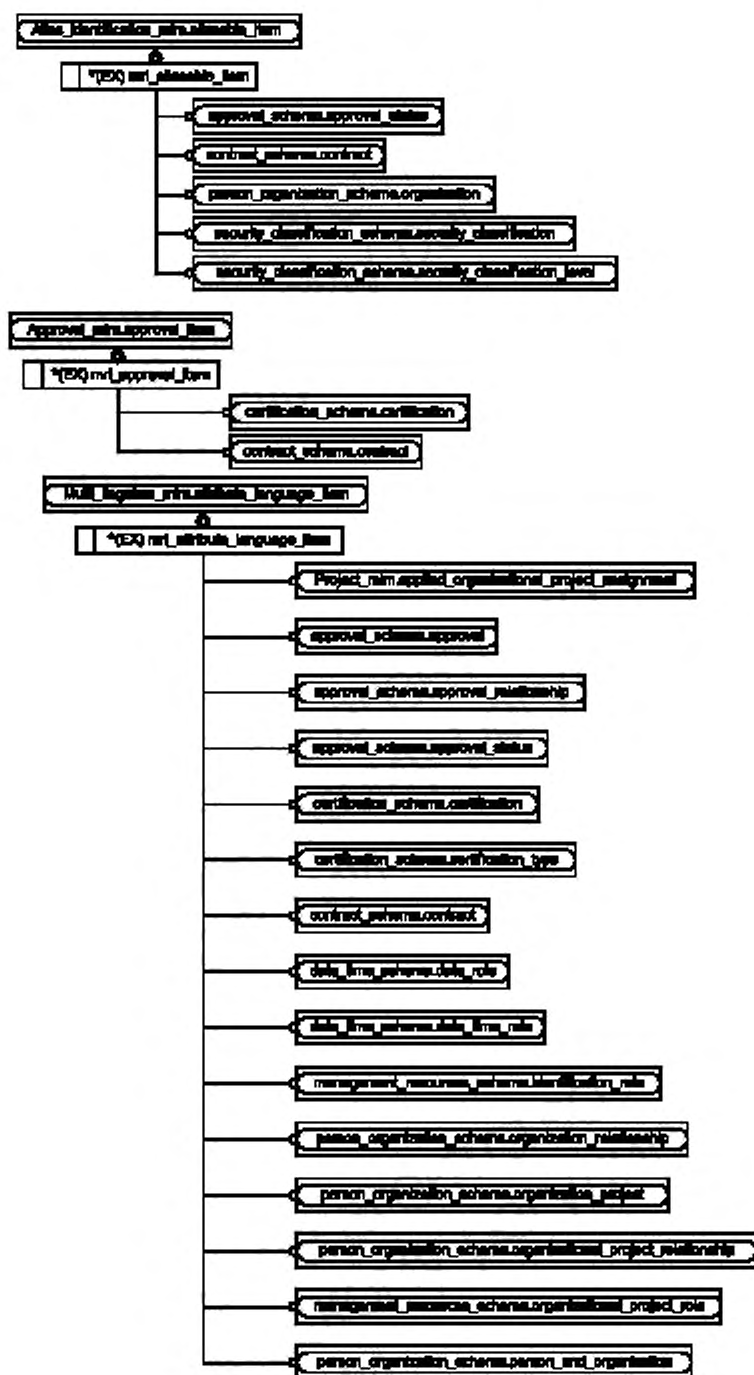 Alias_identification_mim.aliasable_item
*(EX) mri_aliasable_item
approval_schema.approval_status
contract_schema.contract
person_organization_schema.organization
security_classification_schema.security_classification
security_classification_schema.security_classification_level
Approval_mim.approval_item
*(EX) mri_approval_item
certification_schema.certification
contract_schema.contract
Multi_linguism_mim.attribute_language_item
*(EX) mri_attribute_language_item
Project_mim.applied_organizational_project_assignment
approval_schema.approval
approval_schema.approval_relationship
approval_schema.approval_status
certification_schema.certification
certification_schema.certification_type
contract_schema.contract
date_time_schema.date_role
date_time_schema.date_time_role
management_resources_schema.identification_role
person_organization_schema.organization_relationship
person_organization_schema.organization_project
person_organization_schema.organizational_project_relationship
management_resources_schema.organizational_project_role
person_organization_schema.person_and_organization